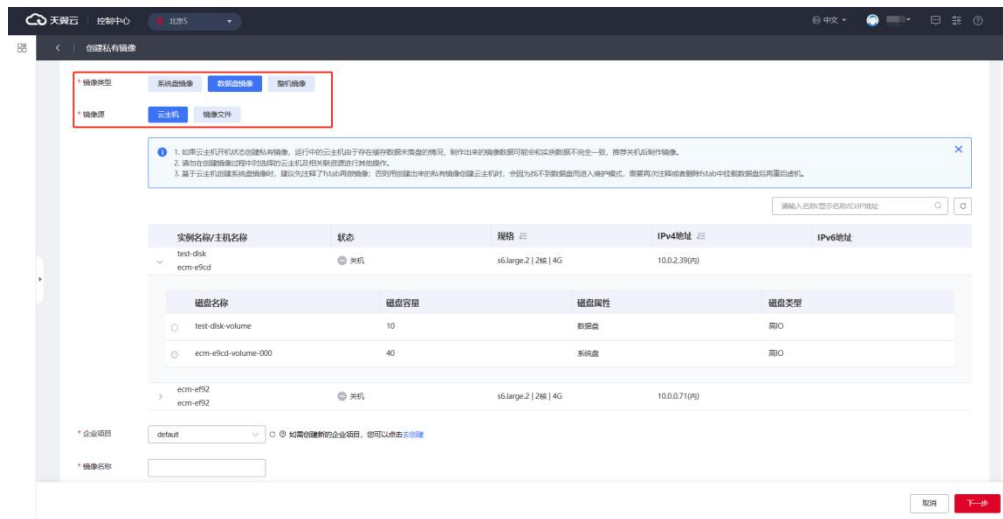 天翼云 控制中心 北京5 中文
创建私有镜像
* 镜像类型 系统盘镜像 数据盘镜像 整机镜像
* 镜像源 云主机 镜像文件
1. 如果云主机开机状态创建私有镜像，运行中的云主机由于存在缓存数据未落盘的情况，制作出来的镜像数据可能会和实例数据不完全一致，推荐关机后制作镜像。
2. 请勿在创建镜像过程中对选择的云主机及相关联资源进行其他操作。
3. 基于云主机创建系统盘镜像时，建议先注释了fstab再做镜像；否则用创建出来的私有镜像创建云主机时，会因为找不到数据盘而进入维护模式，需要再次注释或者删除fstab中挂载数据盘后再重启虚机。
请输入名称/显示名称/ID/IP地址
实例名称/主机名称 状态 规格 IPv4地址 IPv6地址
test-disk
ecm-e9cd 关机 s6.large.2 | 2核 | 4G 10.0.2.39(内)
磁盘名称 磁盘容量 磁盘属性 磁盘类型
test-disk-volume 10 数据盘 高IO
ecm-e9cd-volume-000 40 系统盘 高IO
ecm-ef92
ecm-ef92 关机 s6.large.2 | 2核 | 4G 10.0.0.71(内)
* 企业项目 default 如需创建新的企业项目，您可以点击去创建
* 镜像名称
取消 下一步